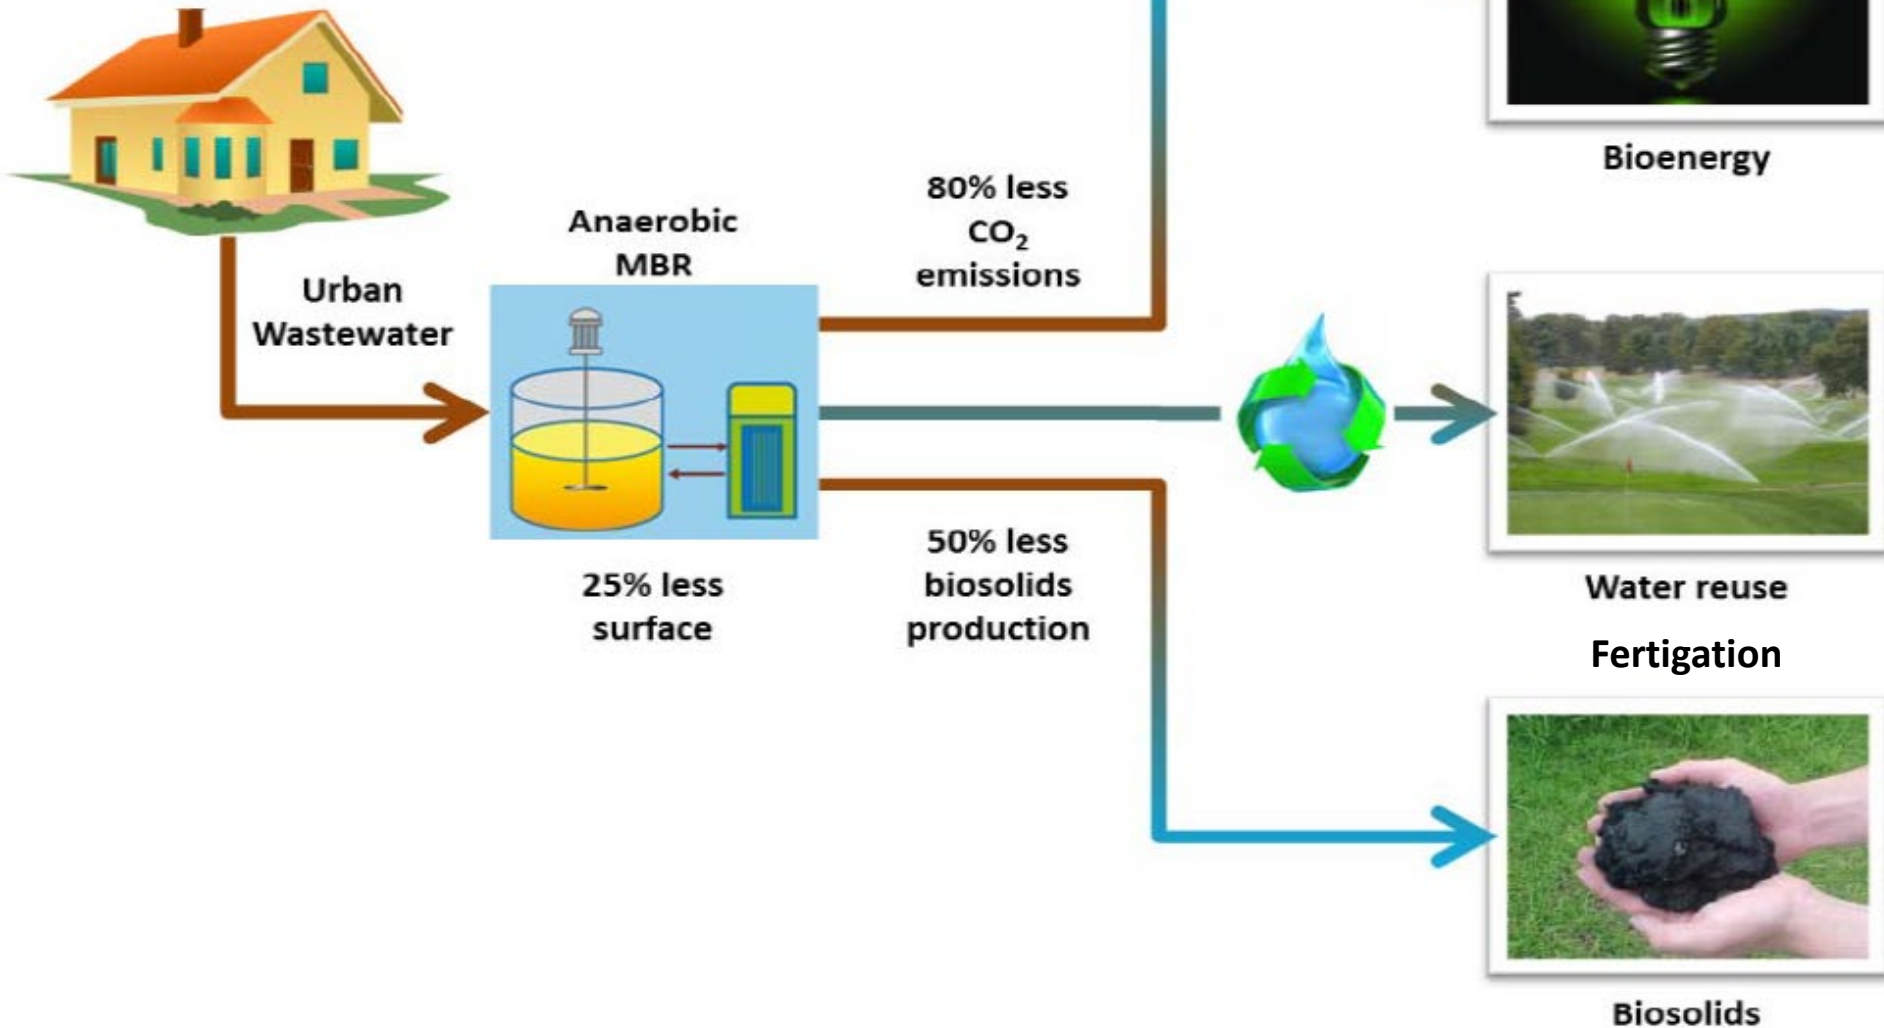 Bioenergy
80% less
CO₂
emissions
Anaerobic
MBR
Urban
Wastewater
25% less
surface
50% less
biosolids
production
Water reuse
Fertigation
Biosolids